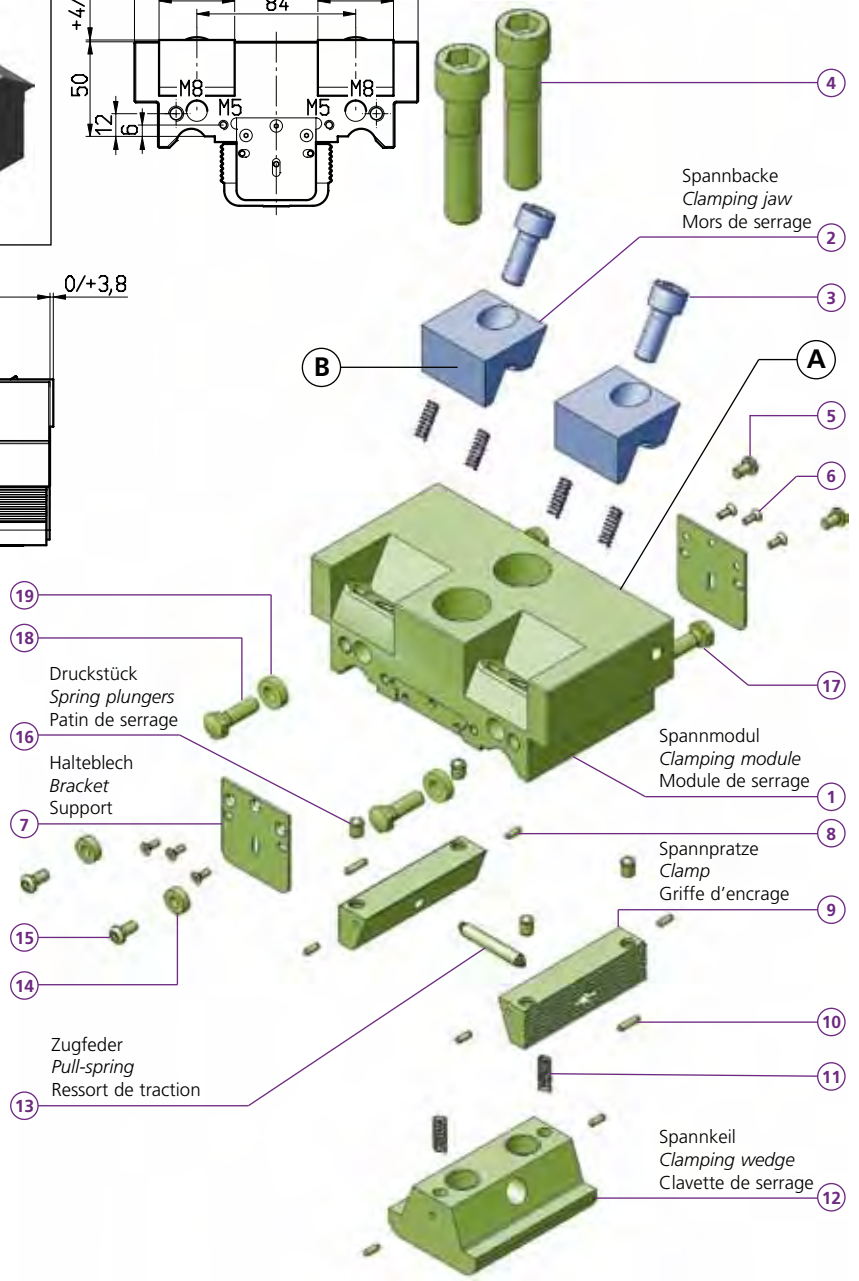 +4/
84
50
12
6
M8
M8
M5
M5
0/+3,8
4
Spannbacke
Clamping jaw
Mors de serrage
2
3
B
A
5
6
19
18
17
Druckstück
Spring plungers
Patin de serrage
16
Spannmodul
Clamping module
Module de serrage
1
Halteblech
Bracket
Support
7
8
Spannpratze
Clamp
Griffe d'encrage
9
15
14
10
11
Zugfeder
Pull-spring
Ressort de traction
13
Spannkeil
Clamping wedge
Clavette de serrage
12